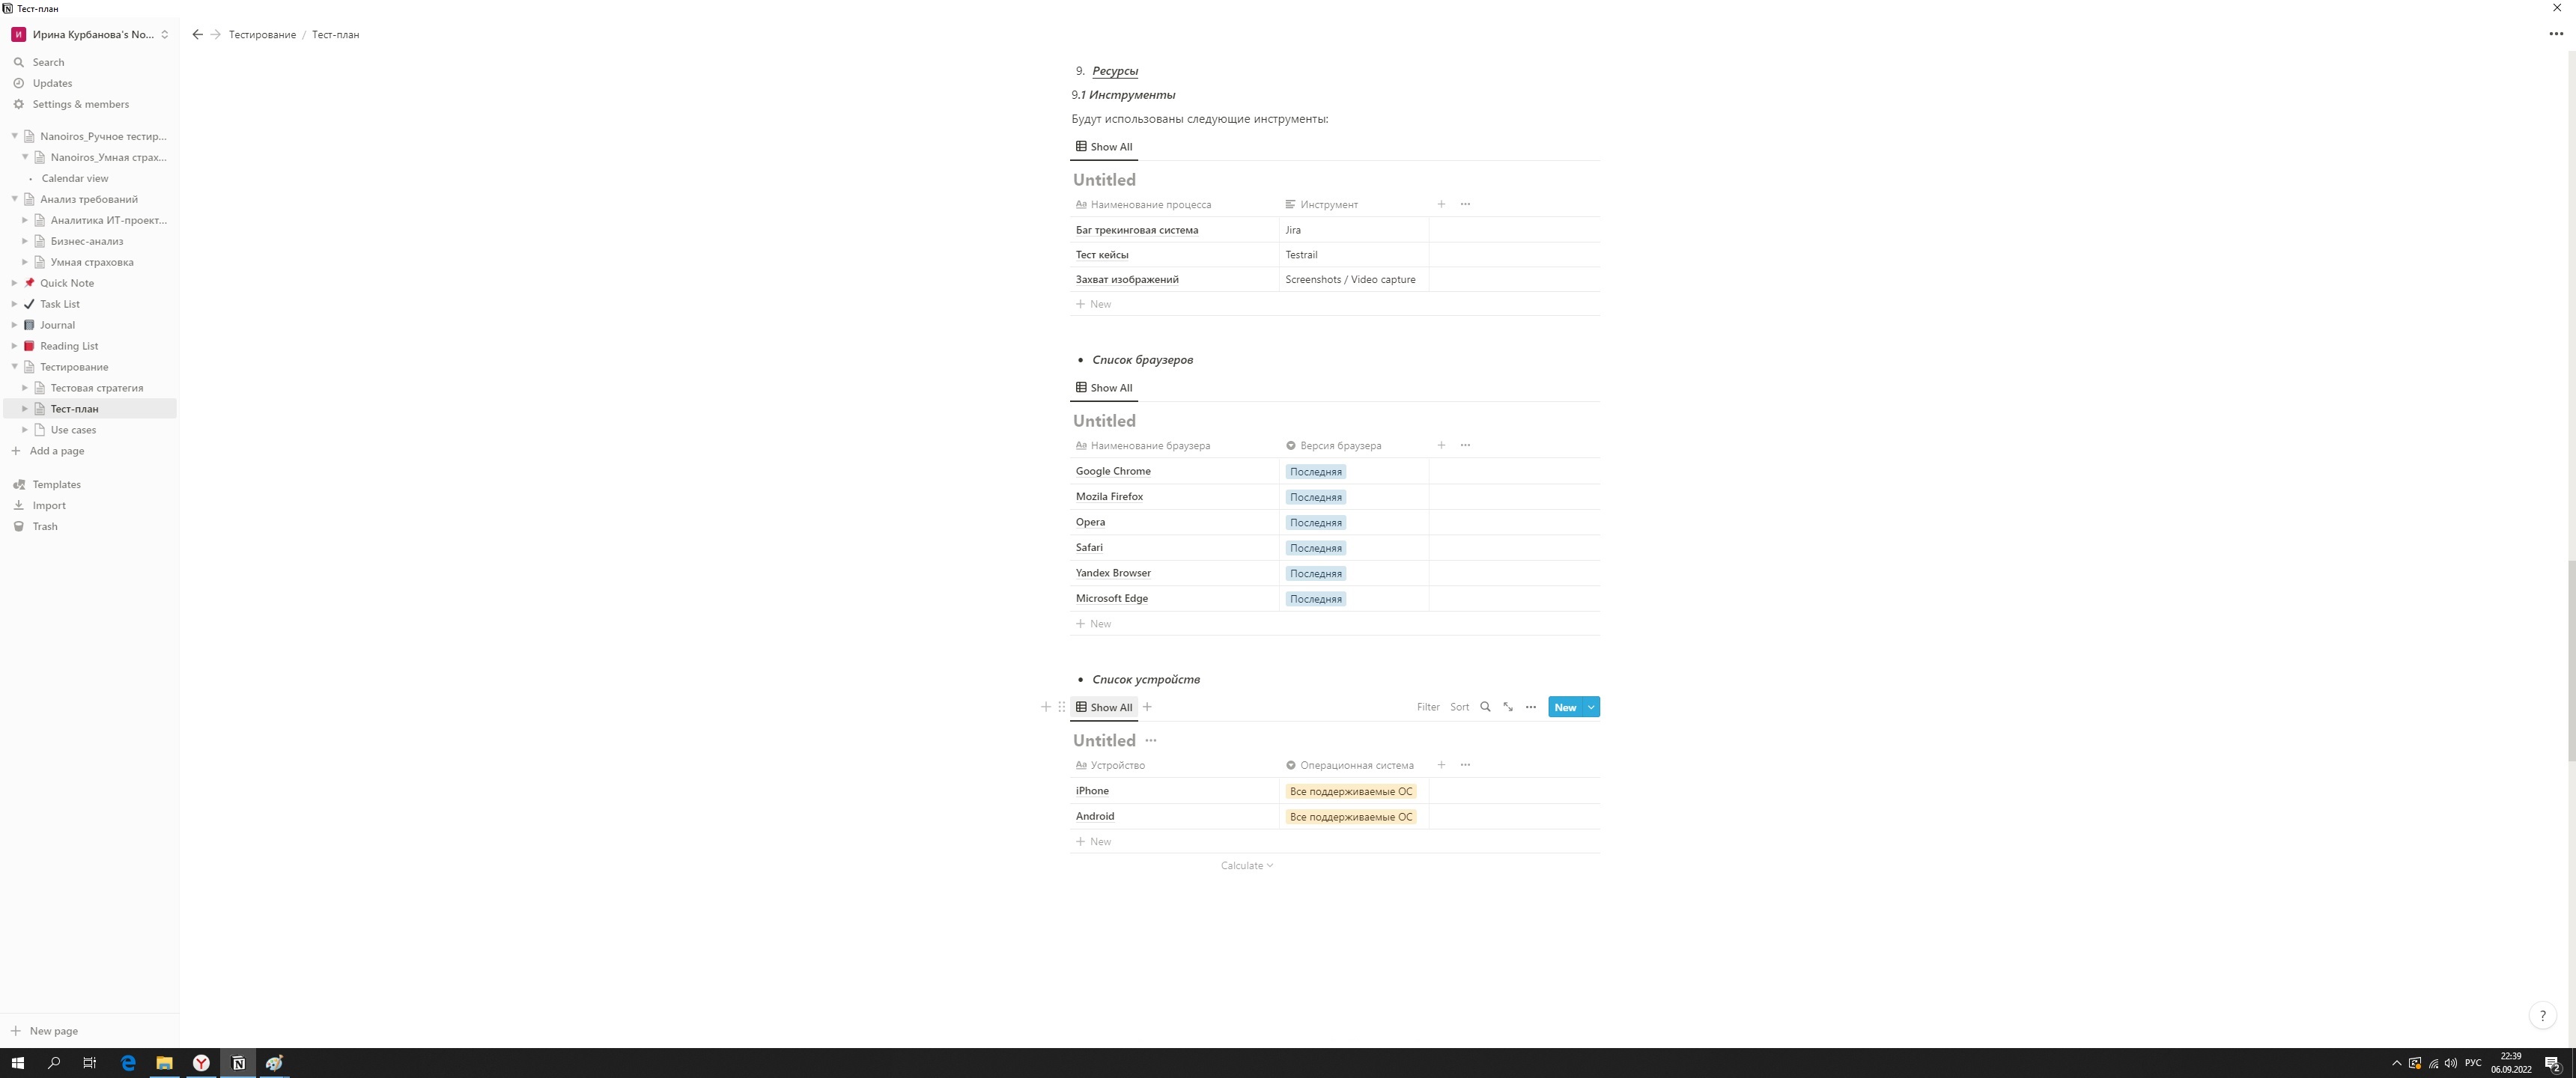 Тест-план
Ирина Курбанова's No...
Тестирование / Тест-план
Search
Updates
Settings & members
Nanoiros_Ручное тестир...
Nanoiros_Умная страх...
Calendar view
Анализ требований
Аналитика ИТ-проект...
Бизнес-анализ
Умная страховка
Quick Note
Task List
Journal
Reading List
Тестирование
Тестовая стратегия
Тест-план
Use cases
Add a page
Templates
Import
Trash
New page
9. Ресурсы
9.1 Инструменты
Будут использованы следующие инструменты:
Show All
Untitled
Aa Наименование процесса Инструмент
Баг трекинговая система Jira
Тест кейсы Testrail
Захват изображений Screenshots / Video capture
+ New
• Список браузеров
Show All
Untitled
Aa Наименование браузера Версия браузера
Google Chrome Последняя
Mozila Firefox Последняя
Opera Последняя
Safari Последняя
Yandex Browser Последняя
Microsoft Edge Последняя
+ New
• Список устройств
Show All Filter Sort New
Untitled
Aa Устройство Операционная система
iPhone Все поддерживаемые ОС
Android Все поддерживаемые ОС
+ New
Calculate
?
РУС
22:39
06.09.2022
2